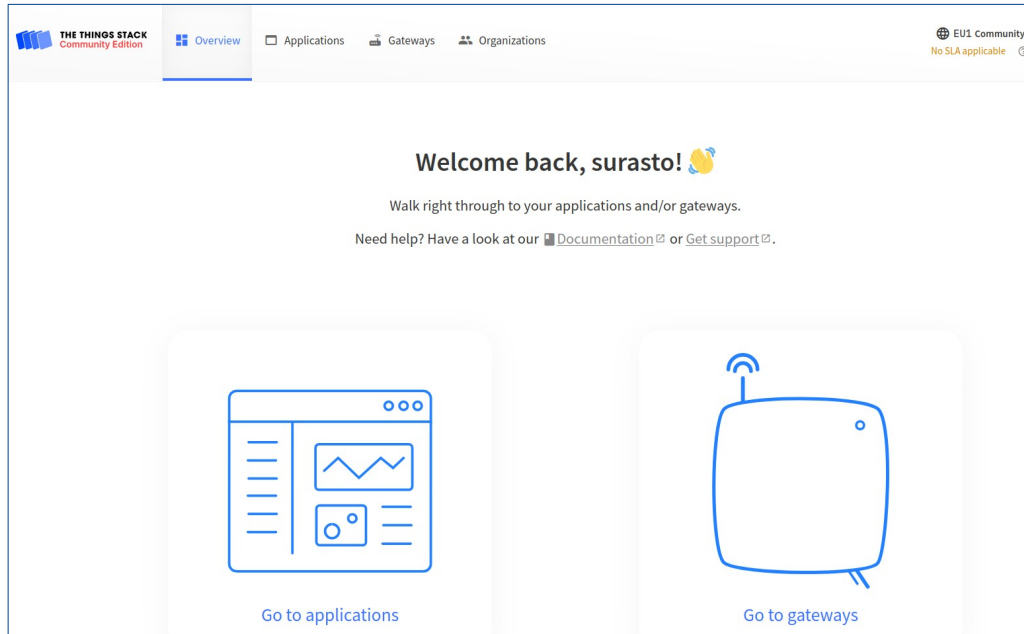 THE THINGS STACK
Community Edition
Overview
Applications
Gateways
Organizations
EU1 Community
No SLA applicable
Welcome back, surasto! 👋
Walk right through to your applications and/or gateways.
Need help? Have a look at our Documentation or Get support.
Go to applications
Go to gateways